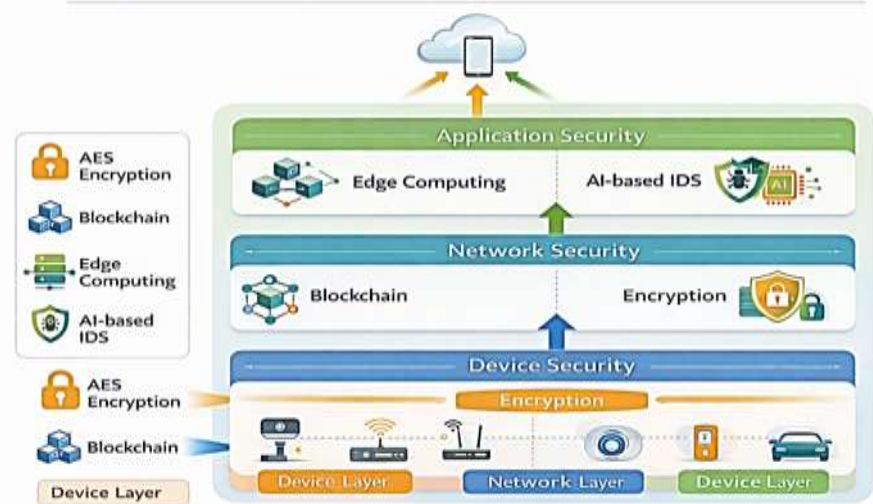 Application Security
AES
Encryption
Blockchain
Edge
Computing
AI-based
IDS
Edge Computing
AI-based IDS
AI
Network Security
Blockchain
Encryption
Device Security
AES
Encryption
Blockchain
Encryption
Device Layer
Network Layer
Device Layer
Device Layer